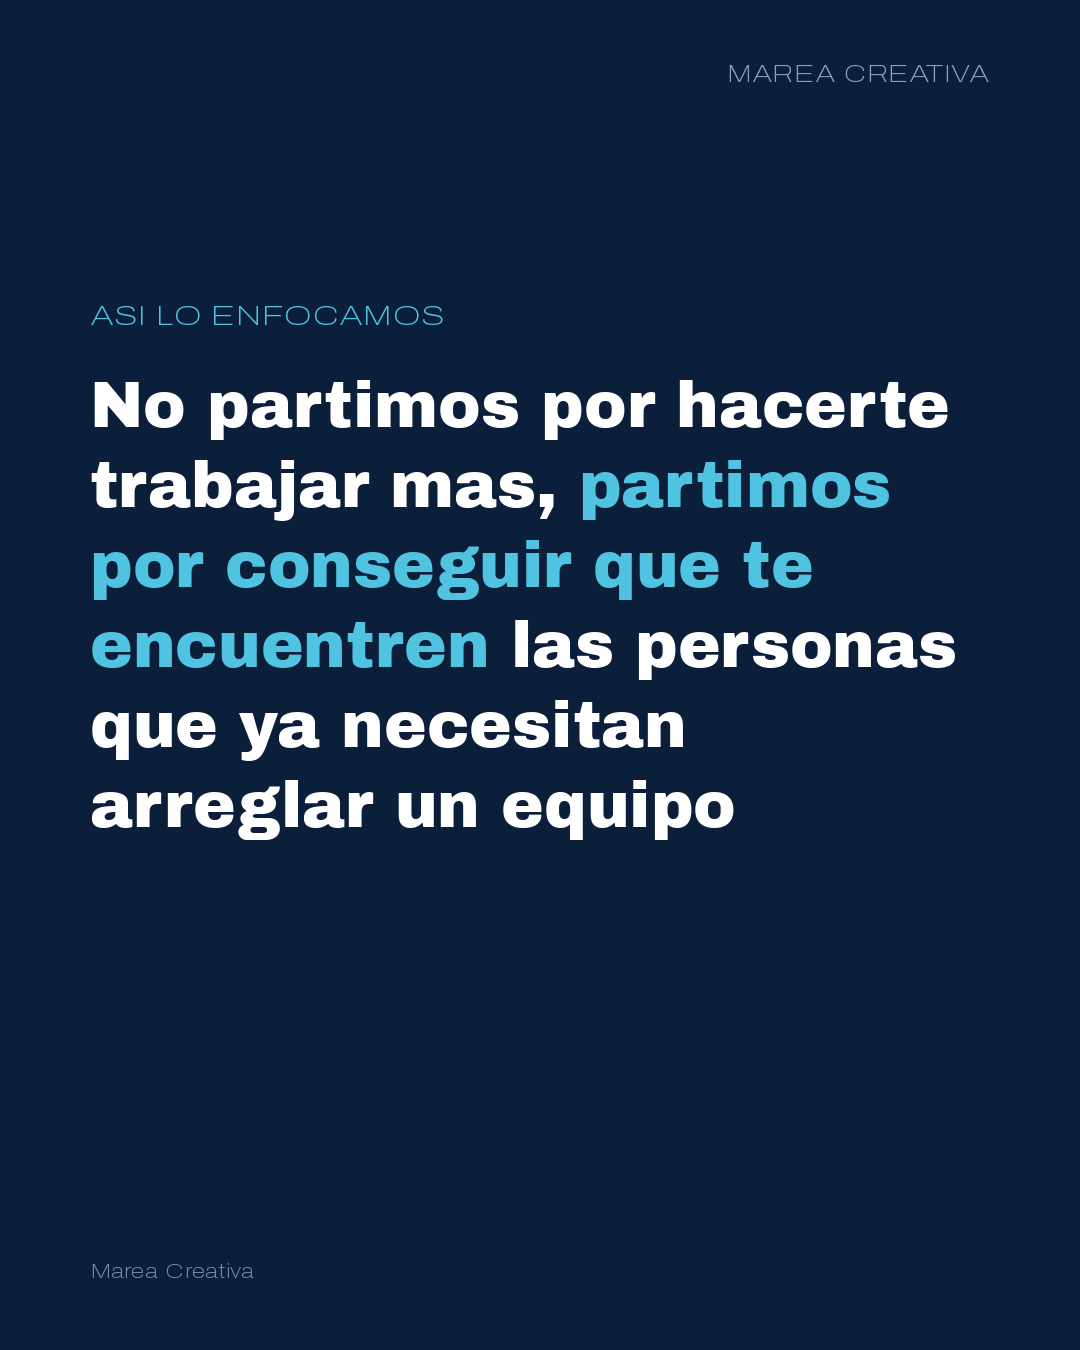 MAREA CREATIVA
ASI LO ENFOCAMOS
No partimos por hacerte
trabajar mas, partimos
por conseguir que te
encuentren las personas
que ya necesitan
arreglar un equipo
Marea Creativa